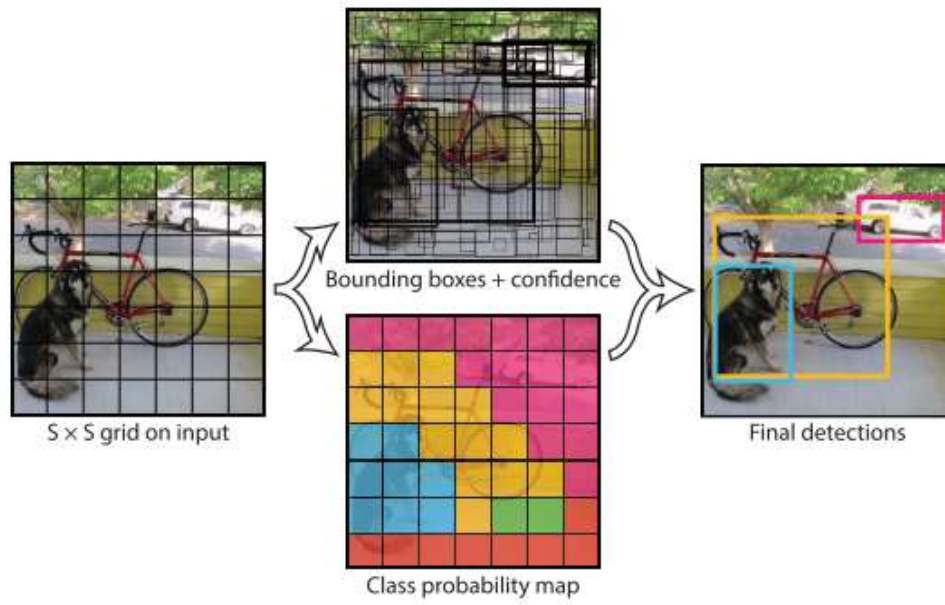 S × S grid on input
Bounding boxes + confidence
Class probability map
Final detections